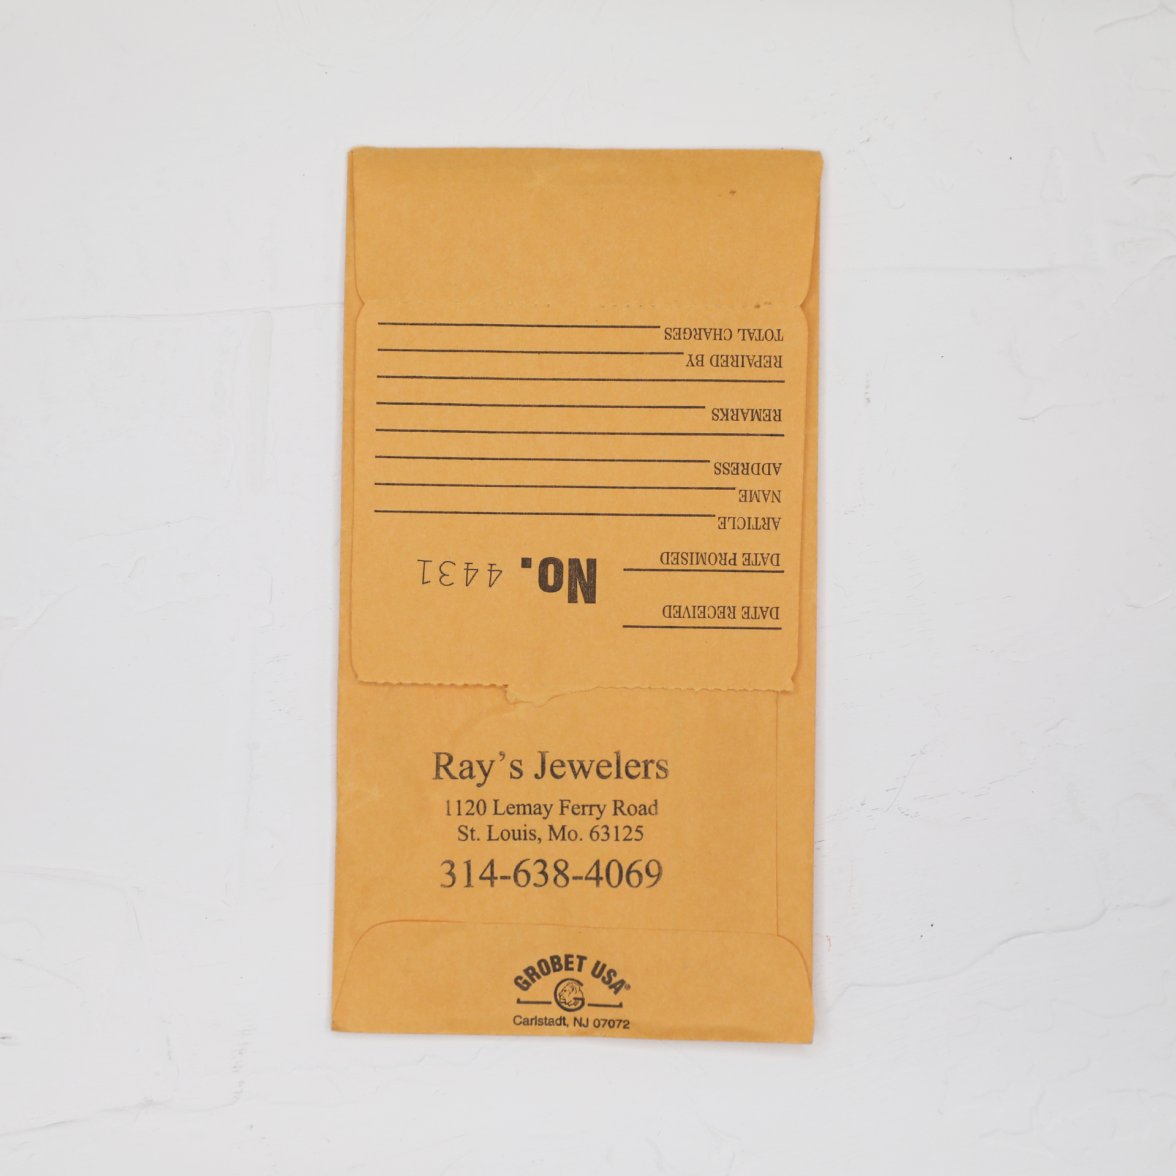 DATE RECEIVED
DATE PROMISED
No. 4431
ARTICLE
NAME
ADDRESS
REMARKS
REPAIRED BY
TOTAL CHARGES
Ray's Jewelers
1120 Lemay Ferry Road
St. Louis, Mo. 63125
314-638-4069
GROBET USA®
G
Carlstadt, NJ 07072